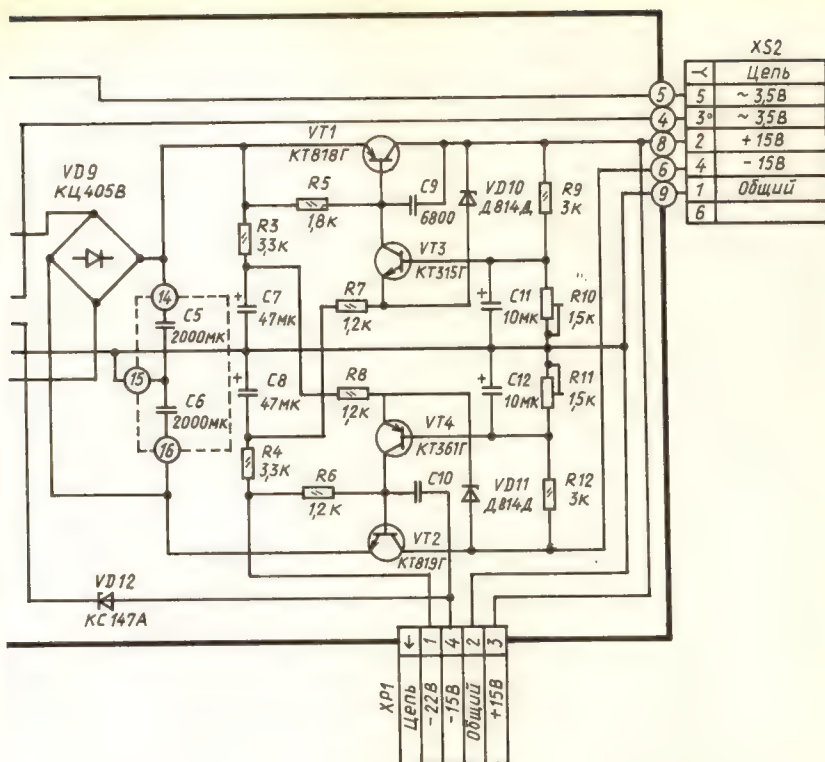 XS2
Цепь
5 5 ~ 3,5В
4 3 ~ 3,5В
8 2 +15В
6 4 -15В
9 1 Общий
6
VT1
КТ818Г
VD9
КЦ405В
R5
1,8к
C9
6800
VD10
Д814Д
R9
3к
R3
3,3к
VT3
КТ315Г
14
C5
2000мк
+
C7
47мк
R7
1,2к
+
C11
10мк
R10
1,5к
15
C6
2000мк
+
C8
47мк
R8
1,2к
+
C12
10мк
R11
1,5к
VT4
КТ361Г
16
R4
3,3к
R6
1,2к
C10
VD11
Д814Д
R12
3к
VT2
КТ819Г
VD12
КС147А
XP1
Цепь
1 -22В
4 -15В
2 Общий
3 +15В